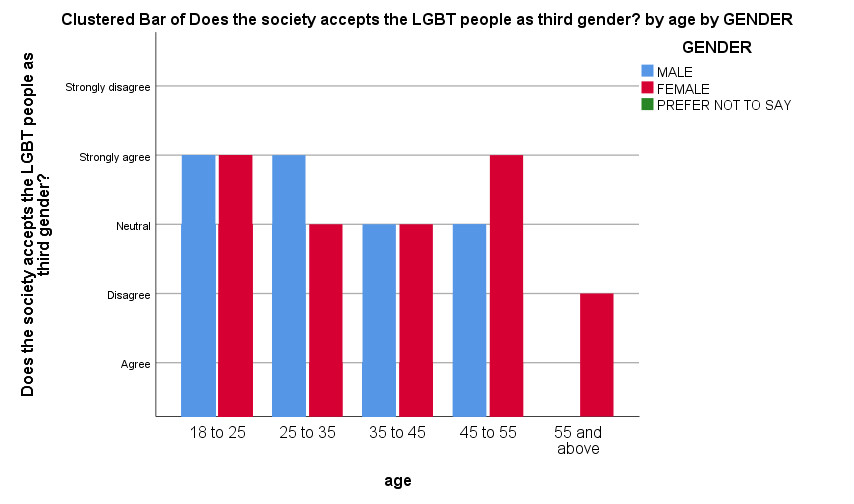 Clustered Bar of Does the society accepts the LGBT people as third gender? by age by GENDER
GENDER
MALE
FEMALE
PREFER NOT TO SAY
Does the society accepts the LGBT people as
third gender?
Strongly disagree
Strongly agree
Neutral
Disagree
Agree
18 to 25
25 to 35
35 to 45
45 to 55
55 and
above
age